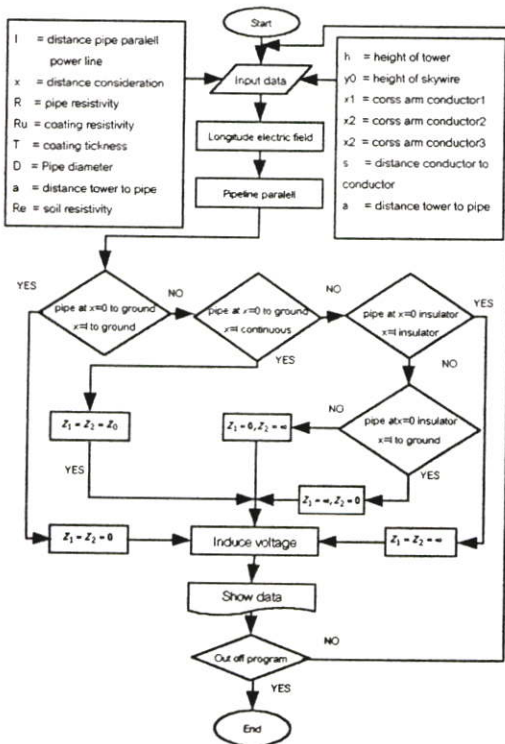 Start
l = distance pipe paralell
power line
x = distance consideration
R = pipe resistivity
Ru = coating resistivity
T = coating tickness
D = Pipe diameter
a = distance tower to pipe
Re = soil resistivity
Input data
h = height of tower
y0 = height of skywire
x1 = corss arm conductor1
x2 = corss arm conductor2
x2 = corss arm conductor3
s = distance conductor to
conductor
a = distance tower to pipe
Longitude electric field
Pipeline paralell
YES
pipe at x=0 to ground
x=l to ground
NO
pipe at x=0 to ground
x=l continuous
NO
pipe at x=0 insulator
x=l insulator
YES
YES
NO
Z₁ = Z₂ = Z₀
Z₁ = 0, Z₂ = ∞
NO
pipe atx=0 insulator
x=l to ground
YES
YES
Z₁ = ∞, Z₂ = 0
Z₁ = Z₂ = 0
Induce voltage
Z₁ = Z₂ = ∞
Show data
Out off program
NO
YES
End